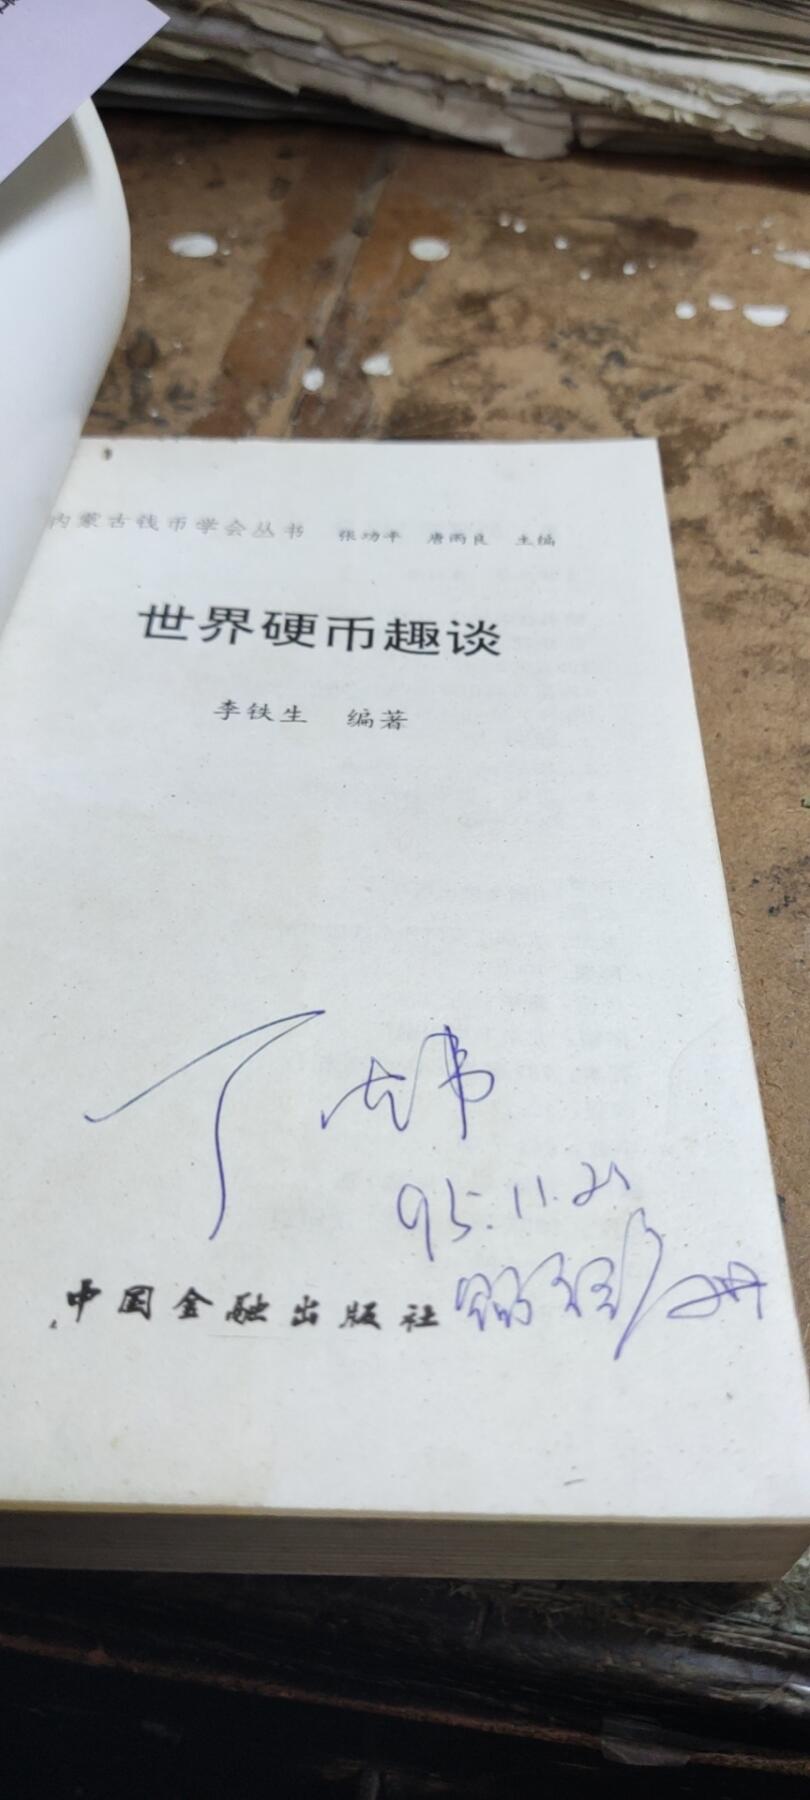 内蒙古钱币学会丛书 张功平 唐雨良 主编
世界硬币趣谈
李铁生 编著
丁
95.11.21
中国金融出版社